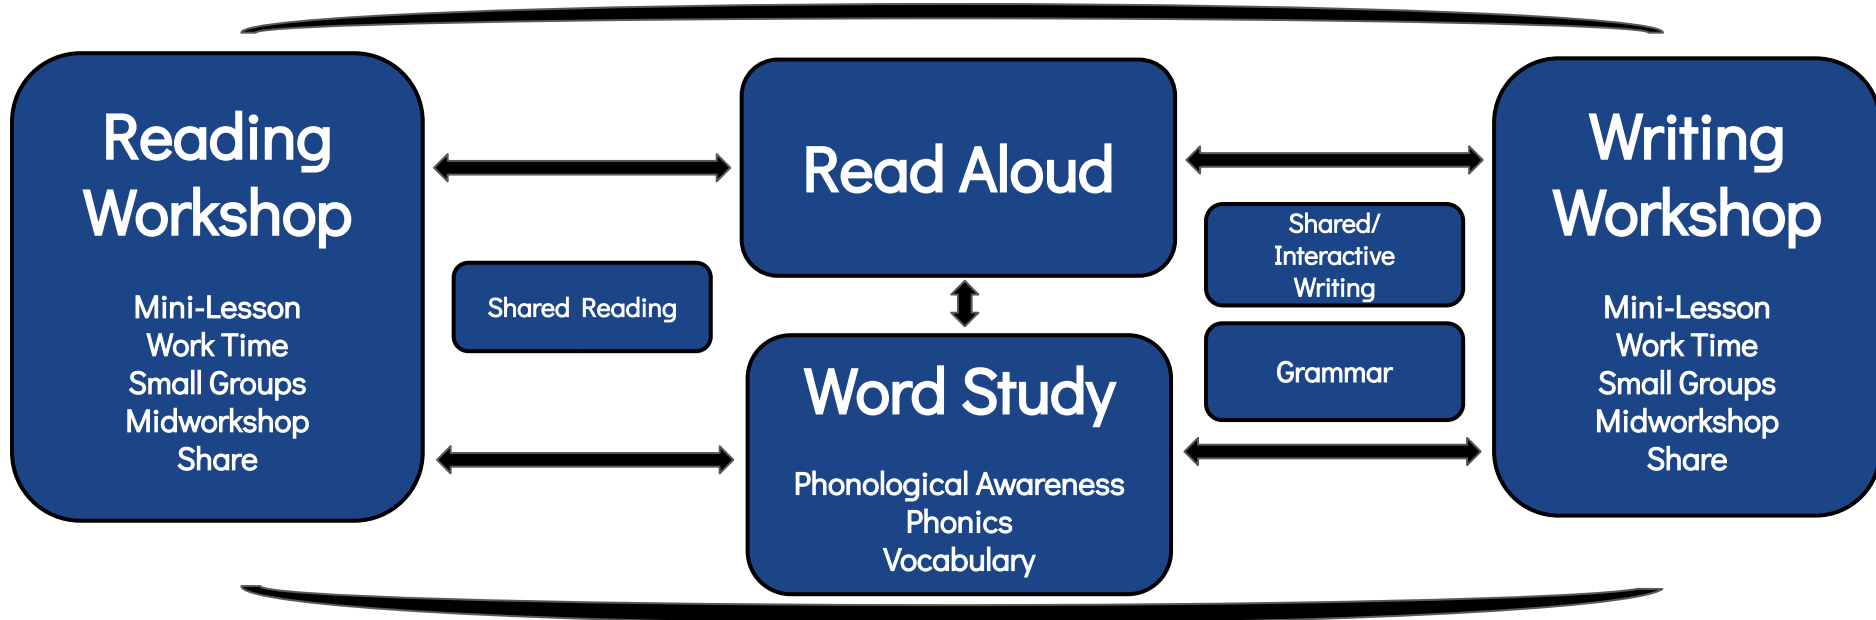 Reading
Workshop
Mini-Lesson
Work Time
Small Groups
Midworkshop
Share
Shared Reading
Read Aloud
Word Study
Phonological Awareness
Phonics
Vocabulary
Shared/
Interactive
Writing
Grammar
Writing
Workshop
Mini-Lesson
Work Time
Small Groups
Midworkshop
Share